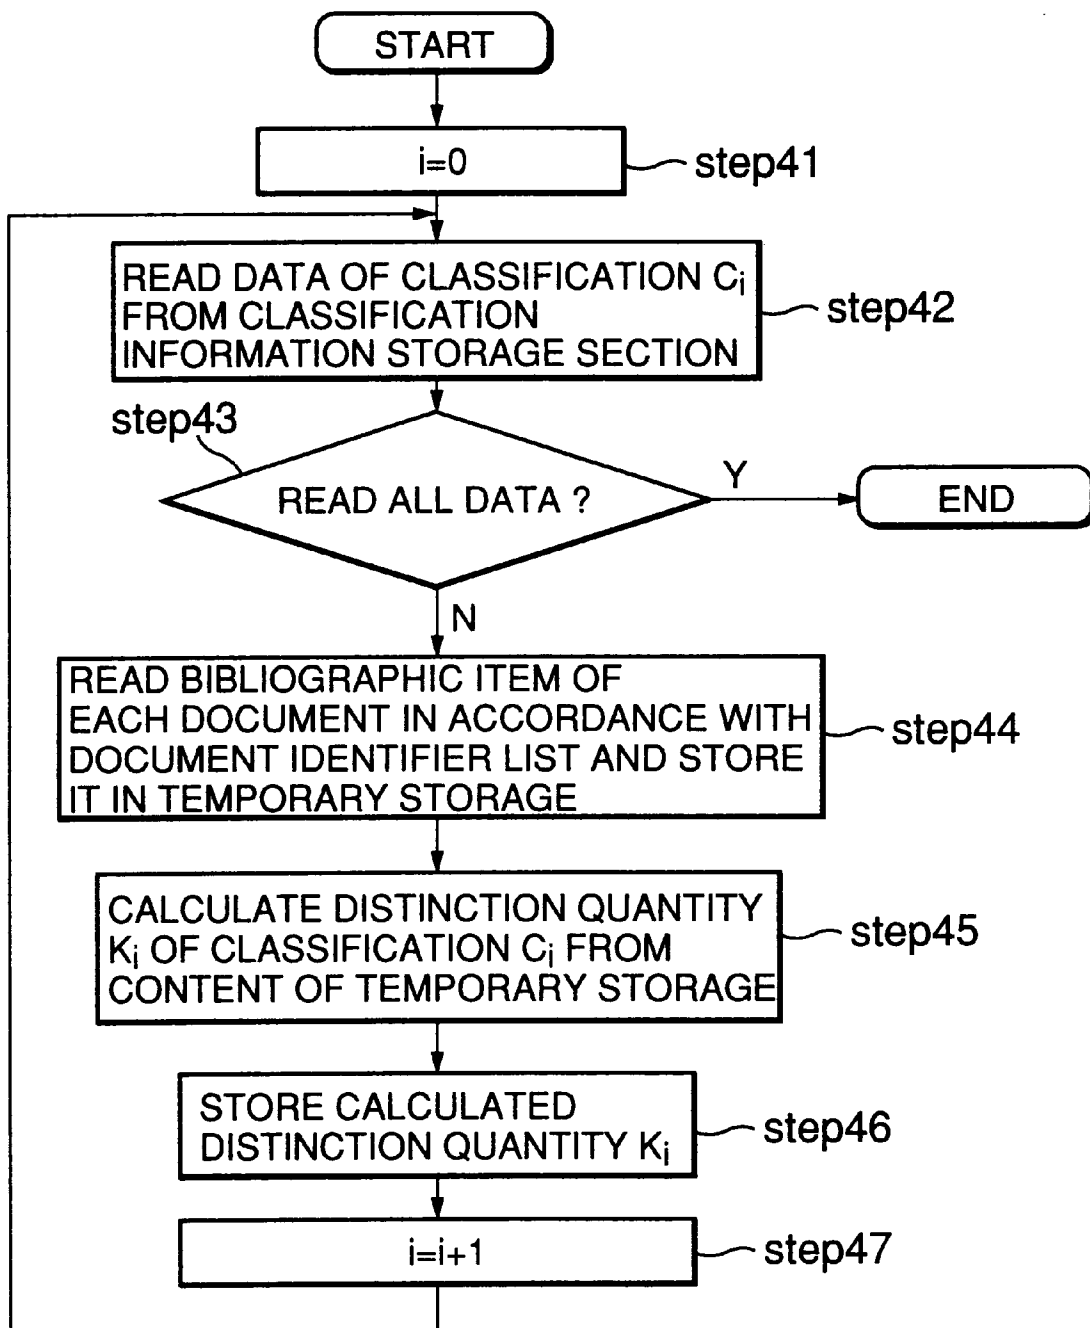 START
i=0
step41
READ DATA OF CLASSIFICATION Ci
FROM CLASSIFICATION
INFORMATION STORAGE SECTION
step42
step43
READ ALL DATA ?
Y
END
N
READ BIBLIOGRAPHIC ITEM OF
EACH DOCUMENT IN ACCORDANCE WITH
DOCUMENT IDENTIFIER LIST AND STORE
IT IN TEMPORARY STORAGE
step44
CALCULATE DISTINCTION QUANTITY
Ki OF CLASSIFICATION Ci FROM
CONTENT OF TEMPORARY STORAGE
step45
STORE CALCULATED
DISTINCTION QUANTITY Ki
step46
i=i+1
step47